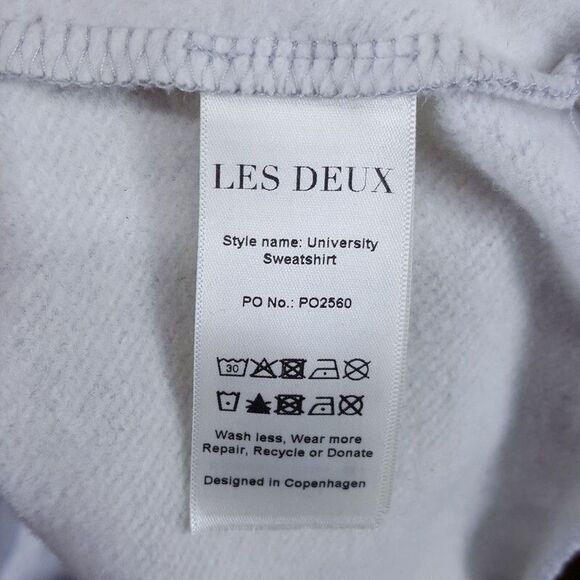 LES DEUX
Style name: University
Sweatshirt
PO No.: PO2560
30
Wash less, Wear more
Repair, Recycle or Donate
Designed in Copenhagen